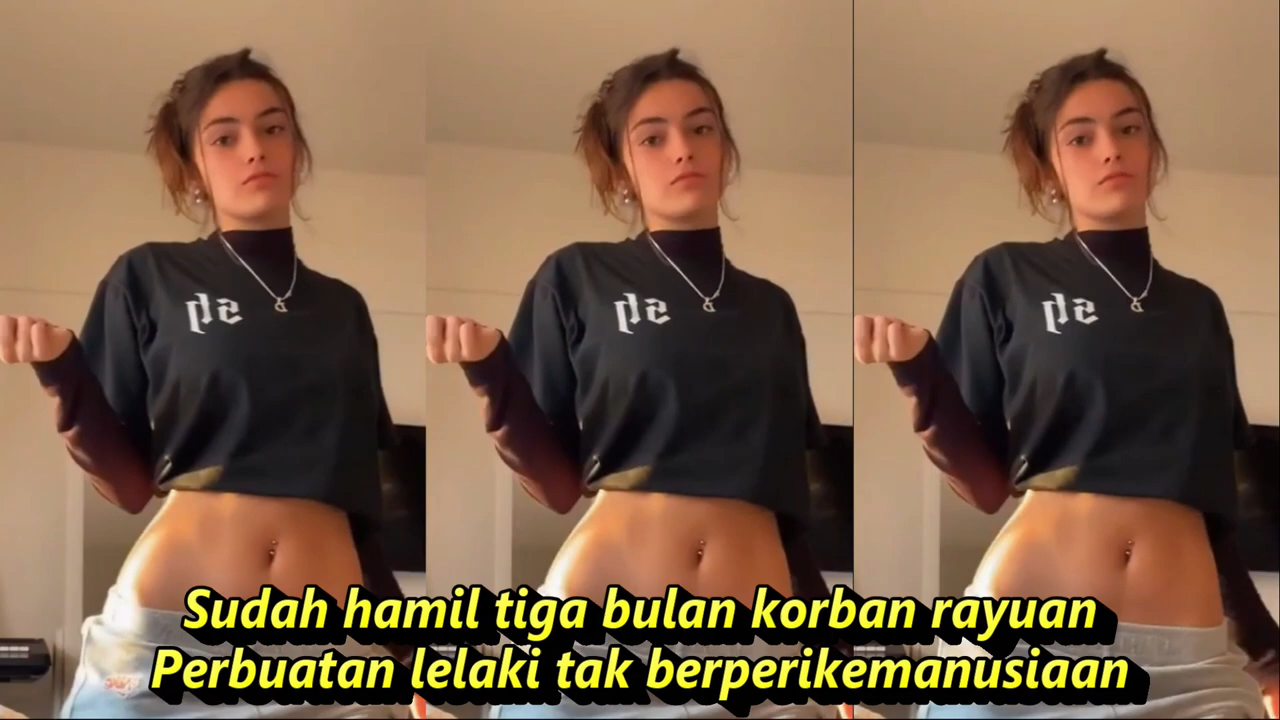 Sudah hamil tiga bulan korban rayuan
Perbuatan lelaki tak berperikemanusiaan